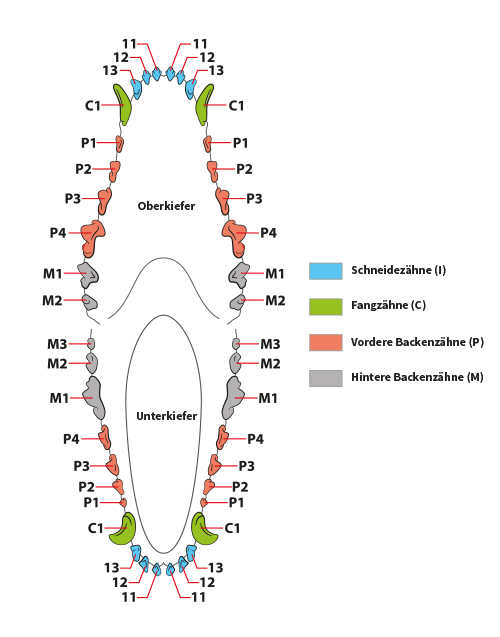 11 11
12 12
13 13
C1 C1
P1 P1
P2 P2
P3 P3
Oberkiefer
P4 P4
M1 M1
Schneidezähne (I)
M2 M2
Fangzähne (C)
M3 M3
Vordere Backenzähne (P)
M2 M2
Hintere Backenzähne (M)
M1 M1
Unterkiefer
P4 P4
P3 P3
P2 P2
P1 P1
C1 C1
13 13
12 12
11 11